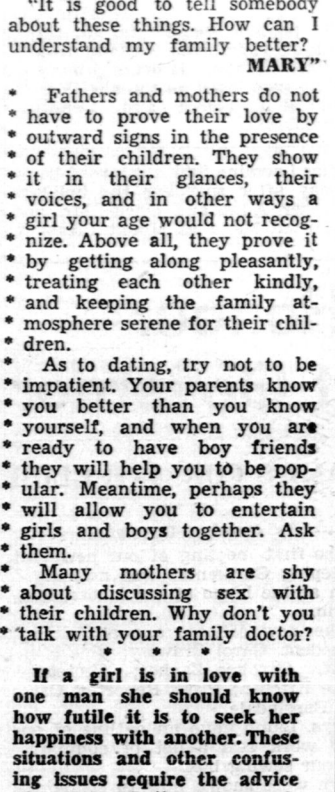 "It is good to tell somebody
about these things. How can I
understand my family better?
MARY"
* Fathers and mothers do not
* have to prove their love by
* outward signs in the presence
* of their children. They show
* it in their glances, their
* voices, and in other ways a
* girl your age would not recog-
* nize. Above all, they prove it
* by getting along pleasantly,
* treating each other kindly,
* and keeping the family at-
* mosphere serene for their chil-
* dren.
* As to dating, try not to be
* impatient. Your parents know
* you better than you know
* yourself, and when you are
* ready to have boy friends
* they will help you to be pop-
* ular. Meantime, perhaps they
* will allow you to entertain
* girls and boys together. Ask
* them.
* Many mothers are shy
* about discussing sex with
* their children. Why don't you
* talk with your family doctor?
* * *
If a girl is in love with
one man she should know
how futile it is to seek her
happiness with another. These
situations and other confus-
ing issues require the advice